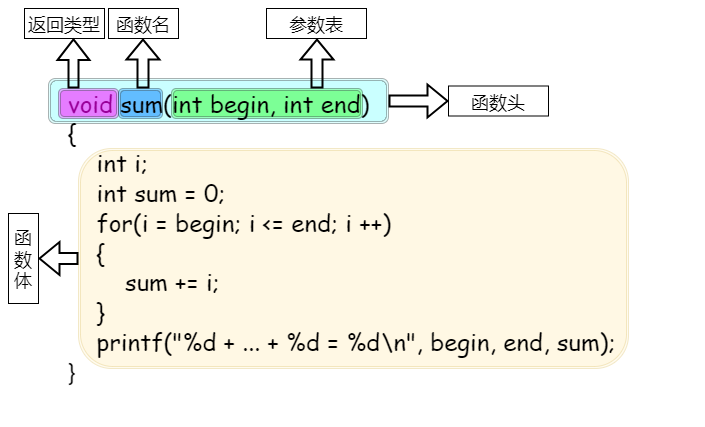 返回类型 函数名 参数表
void sum(int begin, int end) 函数头
{
int i;
int sum = 0;
for(i = begin; i <= end; i ++)
{
sum += i;
}
printf("%d + ... + %d = %d\n", begin, end, sum);
}
函数体